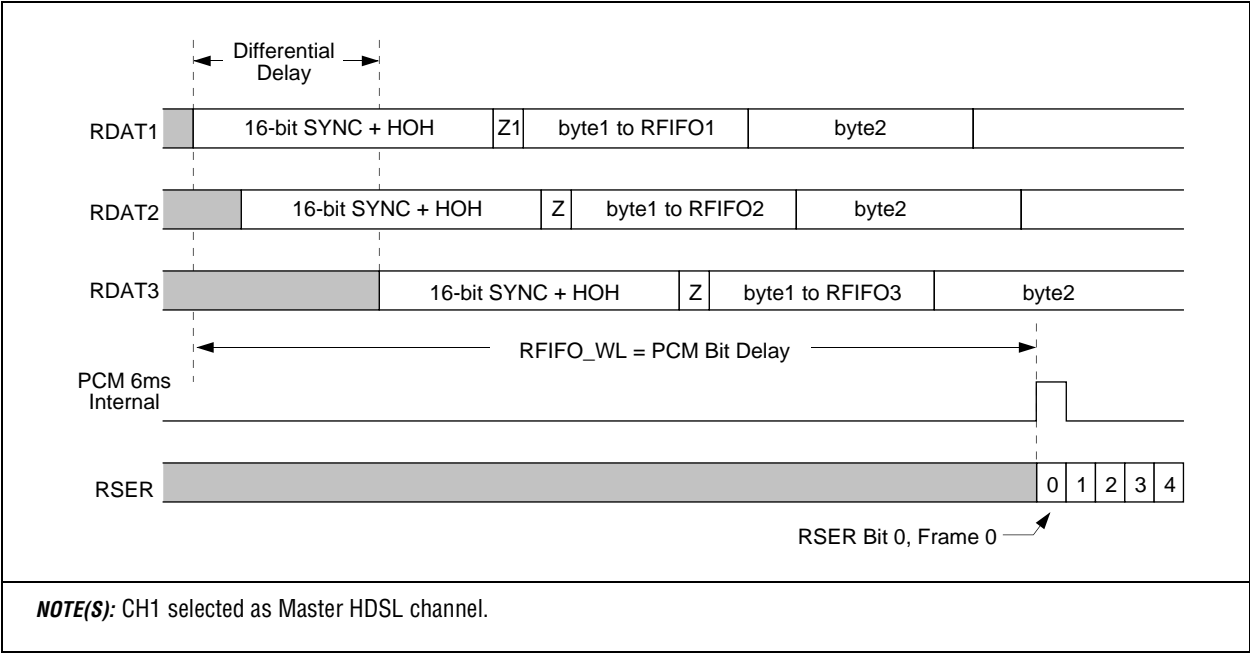 Differential
Delay
RDAT1 16-bit SYNC + HOH Z1 byte1 to RFIFO1 byte2
RDAT2 16-bit SYNC + HOH Z byte1 to RFIFO2 byte2
RDAT3 16-bit SYNC + HOH Z byte1 to RFIFO3 byte2
RFIFO_WL = PCM Bit Delay
PCM 6ms
Internal
RSER 0 1 2 3 4
RSER Bit 0, Frame 0
NOTE(S): CH1 selected as Master HDSL channel.